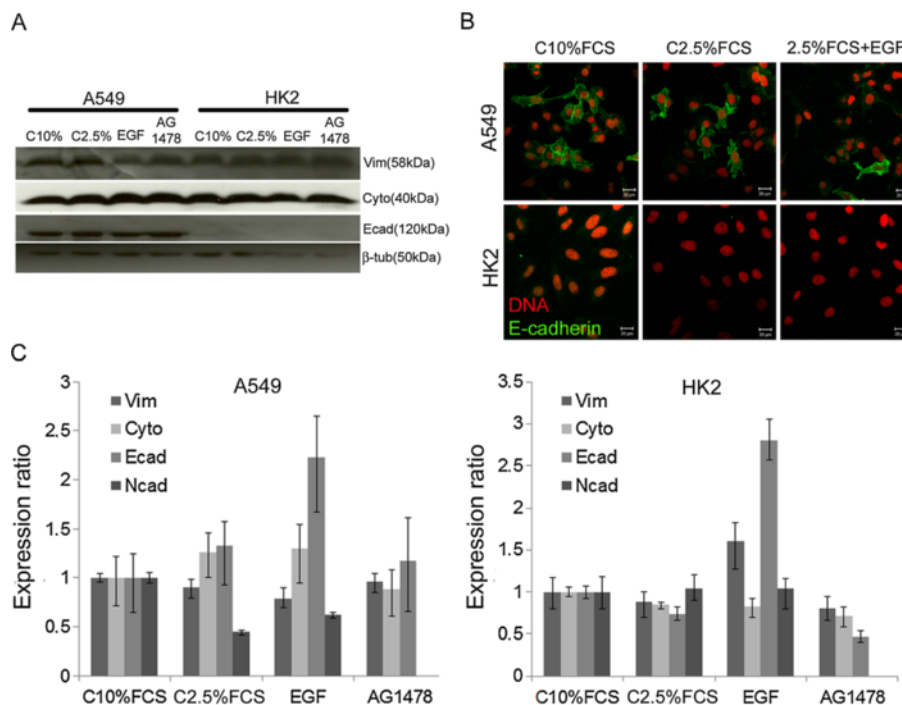 A
A549 HK2
C10% C2.5% EGF AG 1478 C10% C2.5% EGF AG 1478
Vim(58kDa)
Cyto(40kDa)
Ecad(120kDa)
β-tub(50kDa)
B
C10%FCS C2.5%FCS 2.5%FCS+EGF
A549
HK2
DNA
E-cadherin
C
A549
Expression ratio
3
2.5
2
1.5
1
0.5
0
Vim
Cyto
Ecad
Ncad
C10%FCS C2.5%FCS EGF AG1478
HK2
Expression ratio
3.5
3
2.5
2
1.5
1
0.5
0
Vim
Cyto
Ecad
Ncad
C10%FCS C2.5%FCS EGF AG1478